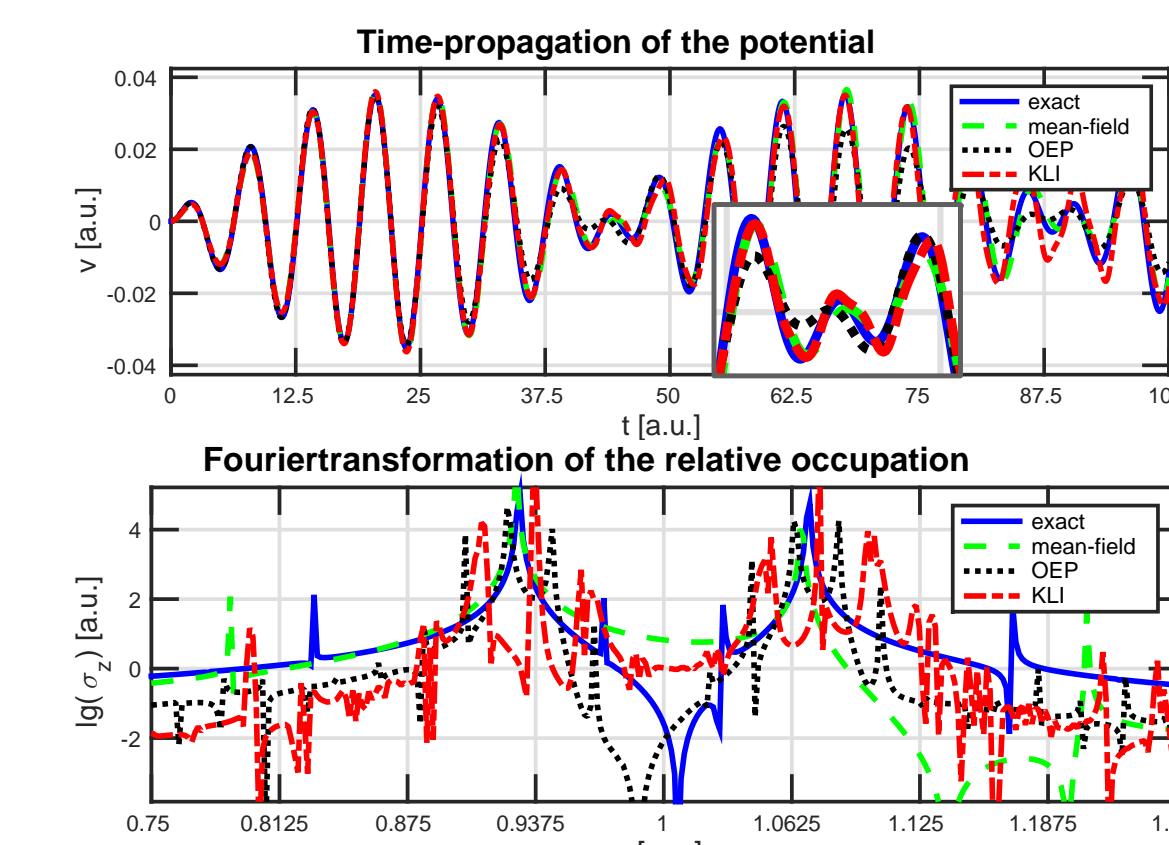 Time-propagation of the potential
0.04
0.02
0
-0.02
-0.04
v [a.u.]
exact
mean-field
OEP
KLI
0 12.5 25 37.5 50 62.5 75 87.5 10
t [a.u.]
Fouriertransformation of the relative occupation
4
2
0
-2
lg( σz) [a.u.]
exact
mean-field
OEP
KLI
0.75 0.8125 0.875 0.9375 1 1.0625 1.125 1.1875 1.